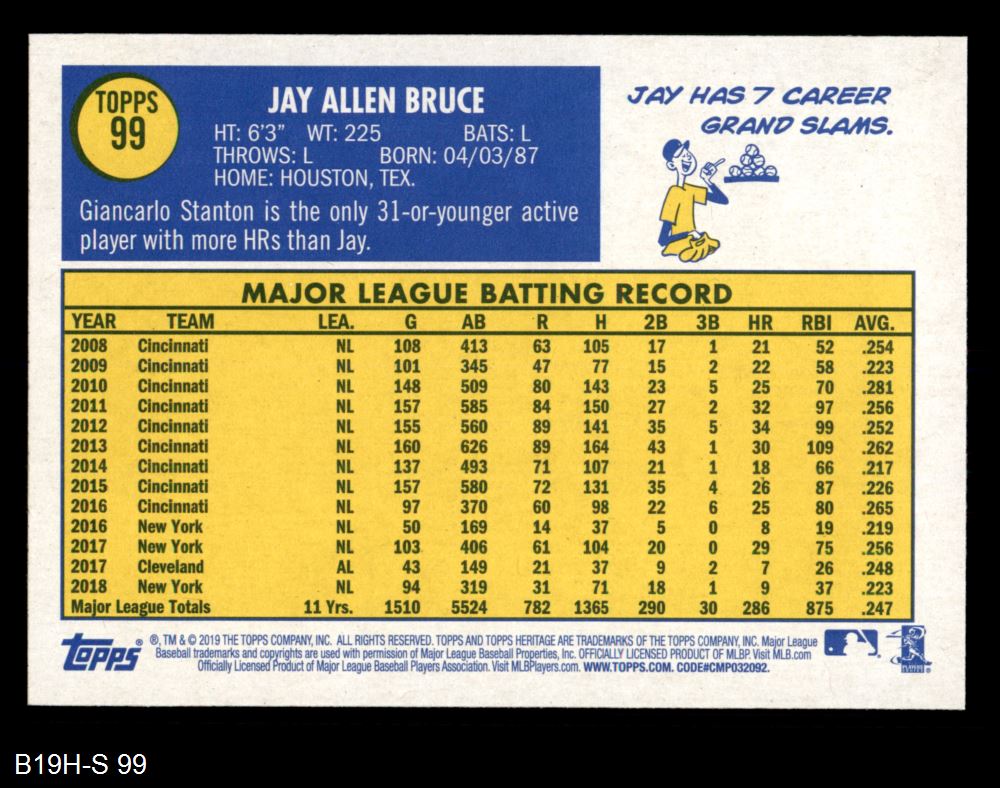 TOPPS
99
JAY ALLEN BRUCE
HT: 6'3" WT: 225 BATS: L
THROWS: L BORN: 04/03/87
HOME: HOUSTON, TEX.
Giancarlo Stanton is the only 31-or-younger active
player with more HRs than Jay.
JAY HAS 7 CAREER
GRAND SLAMS.
MAJOR LEAGUE BATTING RECORD
YEAR TEAM LEA. G AB R H 2B 3B HR RBI AVG.
2008 Cincinnati NL 108 413 63 105 17 1 21 52 .254
2009 Cincinnati NL 101 345 47 77 15 2 22 58 .223
2010 Cincinnati NL 148 509 80 143 23 5 25 70 .281
2011 Cincinnati NL 157 585 84 150 27 2 32 97 .256
2012 Cincinnati NL 155 560 89 141 35 5 34 99 .252
2013 Cincinnati NL 160 626 89 164 43 1 30 109 .262
2014 Cincinnati NL 137 493 71 107 21 1 18 66 .217
2015 Cincinnati NL 157 580 72 131 35 4 26 87 .226
2016 Cincinnati NL 97 370 60 98 22 6 25 80 .265
2016 New York NL 50 169 14 37 5 0 8 19 .219
2017 New York NL 103 406 61 104 20 0 29 75 .256
2017 Cleveland AL 43 149 21 37 9 2 7 26 .248
2018 New York NL 94 319 31 71 18 1 9 37 .223
Major League Totals 11 Yrs. 1510 5524 782 1365 290 30 286 875 .247
topps ® ®, TM & © 2019 THE TOPPS COMPANY, INC. ALL RIGHTS RESERVED. TOPPS AND TOPPS HERITAGE ARE TRADEMARKS OF THE TOPPS COMPANY, INC. Major League
Baseball trademarks and copyrights are used with permission of Major League Baseball Properties, Inc. OFFICIALLY LICENSED PRODUCT OF MLBP. Visit MLB.com
Officially Licensed Product of Major League Baseball Players Association. Visit MLBPlayers.com. WWW.TOPPS.COM. CODE#CMP032092.
B19H-S 99